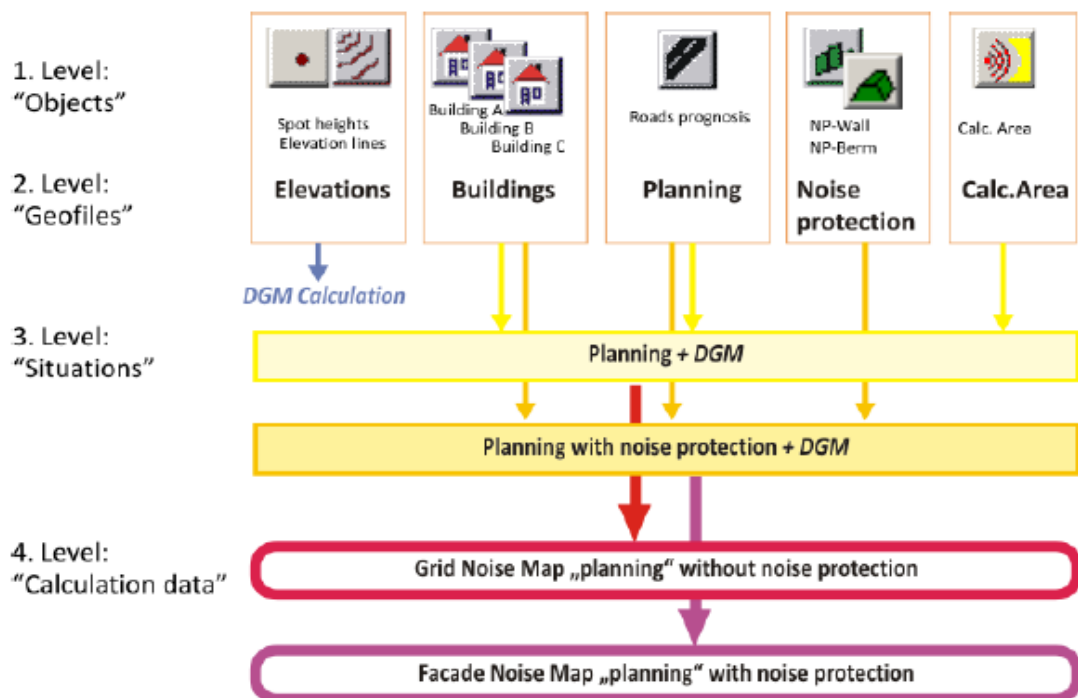 1. Level:
"Objects"
Spot heights
Elevation lines
Building A
Building B
Building C
Roads prognosis
NP-Wall
NP-Berm
Calc. Area
2. Level:
"Geofiles"
Elevations
Buildings
Planning
Noise
protection
Calc.Area
DGM Calculation
3. Level:
"Situations"
Planning + DGM
Planning with noise protection + DGM
4. Level:
"Calculation data"
Grid Noise Map „planning“ without noise protection
Facade Noise Map „planning“ with noise protection